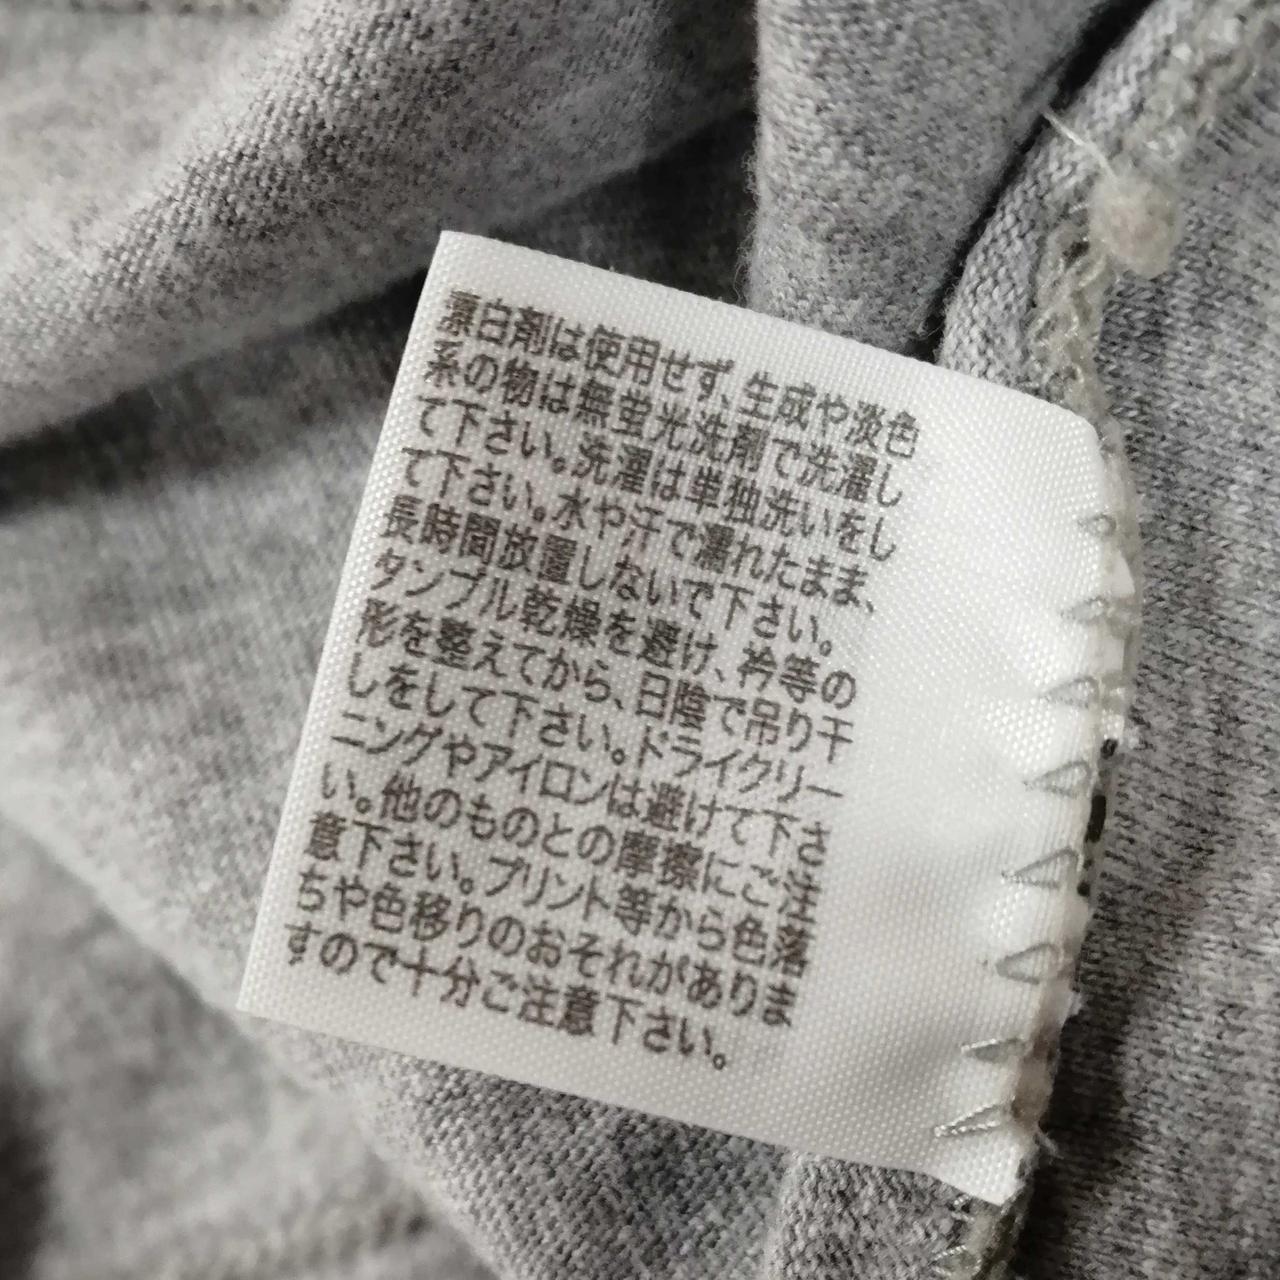 漂白剤は使用せず、生成や淡色
系の物は無蛍光洗剤で洗濯し
て下さい。洗濯は単独洗いをし
て下さい。水や汗で濡れたまま、
長時間放置しないで下さい。
タンブル乾燥を避け、衿等の
形を整えてから、日陰で吊り干
しをして下さい。ドライクリー
ニングやアイロンは避けて下さ
い。他のものとの摩擦にご注
意下さい。プリント等から色落
ちや色移りのおそれがありま
すので十分ご注意下さい。